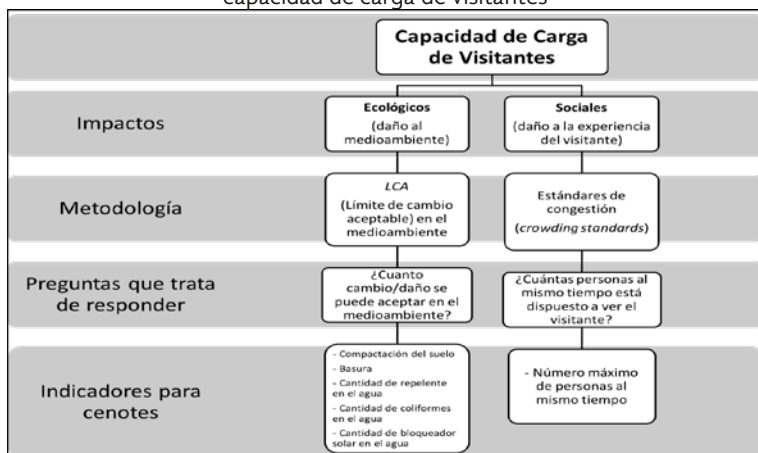 capacidad de carga de visitantes
Capacidad de Carga
de Visitantes
Impactos
Ecológicos
(daño al
medioambiente)
Sociales
(daño a la experiencia
del visitante)
Metodología
LCA
(Límite de cambio
aceptable) en el
medioambiente
Estándares de
congestión
(crowding standards)
Preguntas que trata
de responder
¿Cuanto
cambio/daño se
puede aceptar en el
medioambiente?
¿Cuántas personas al
mismo tiempo está
dispuesto a ver el
visitante?
Indicadores para
cenotes
- Compactación del suelo
- Basura
- Cantidad de repelente
en el agua
- Cantidad de coliformes
en el agua
- Cantidad de bloqueador
solar en el agua
- Número máximo
de personas al
mismo tiempo